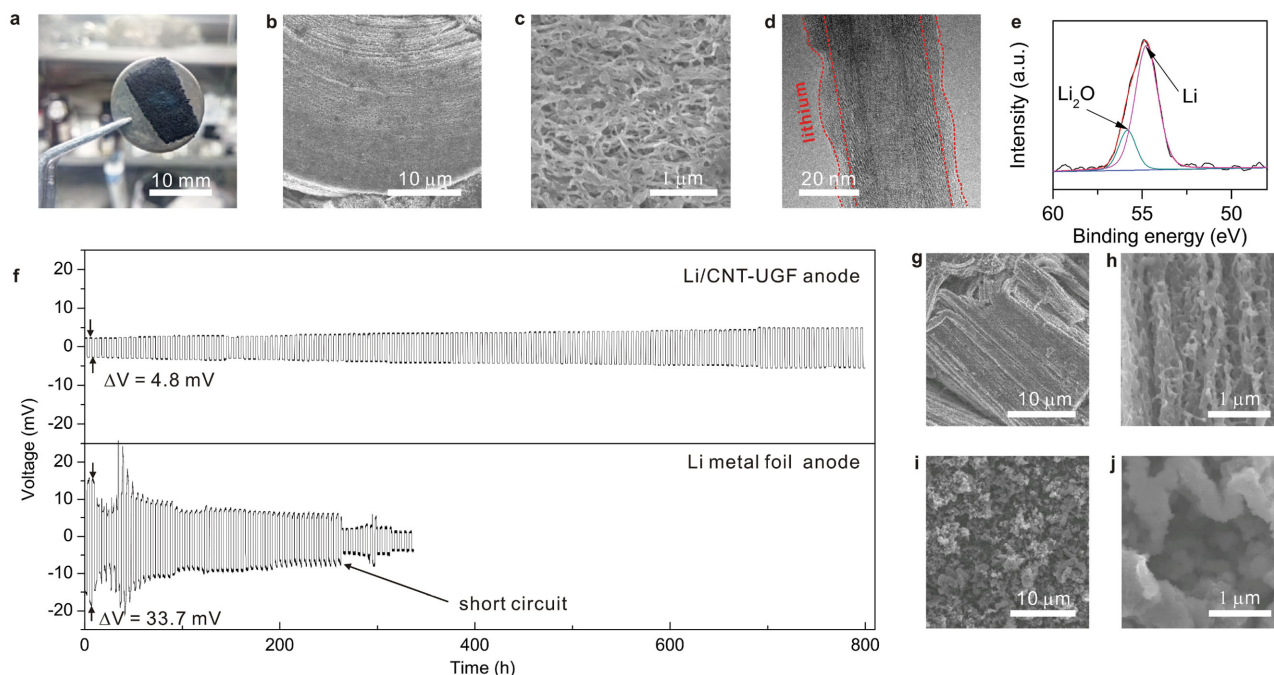 a
b
c
d
e
10 mm
10 μm
1 μm
lithium
20 nm
Intensity (a.u.)
Li₂O
Li
60
55
50
Binding energy (eV)
f
Voltage (mV)
20
10
0
-10
-20
Li/CNT-UGF anode
ΔV = 4.8 mV
20
10
0
-10
-20
Li metal foil anode
ΔV = 33.7 mV
short circuit
0
200
400
600
800
Time (h)
g
h
10 μm
1 μm
i
j
10 μm
1 μm